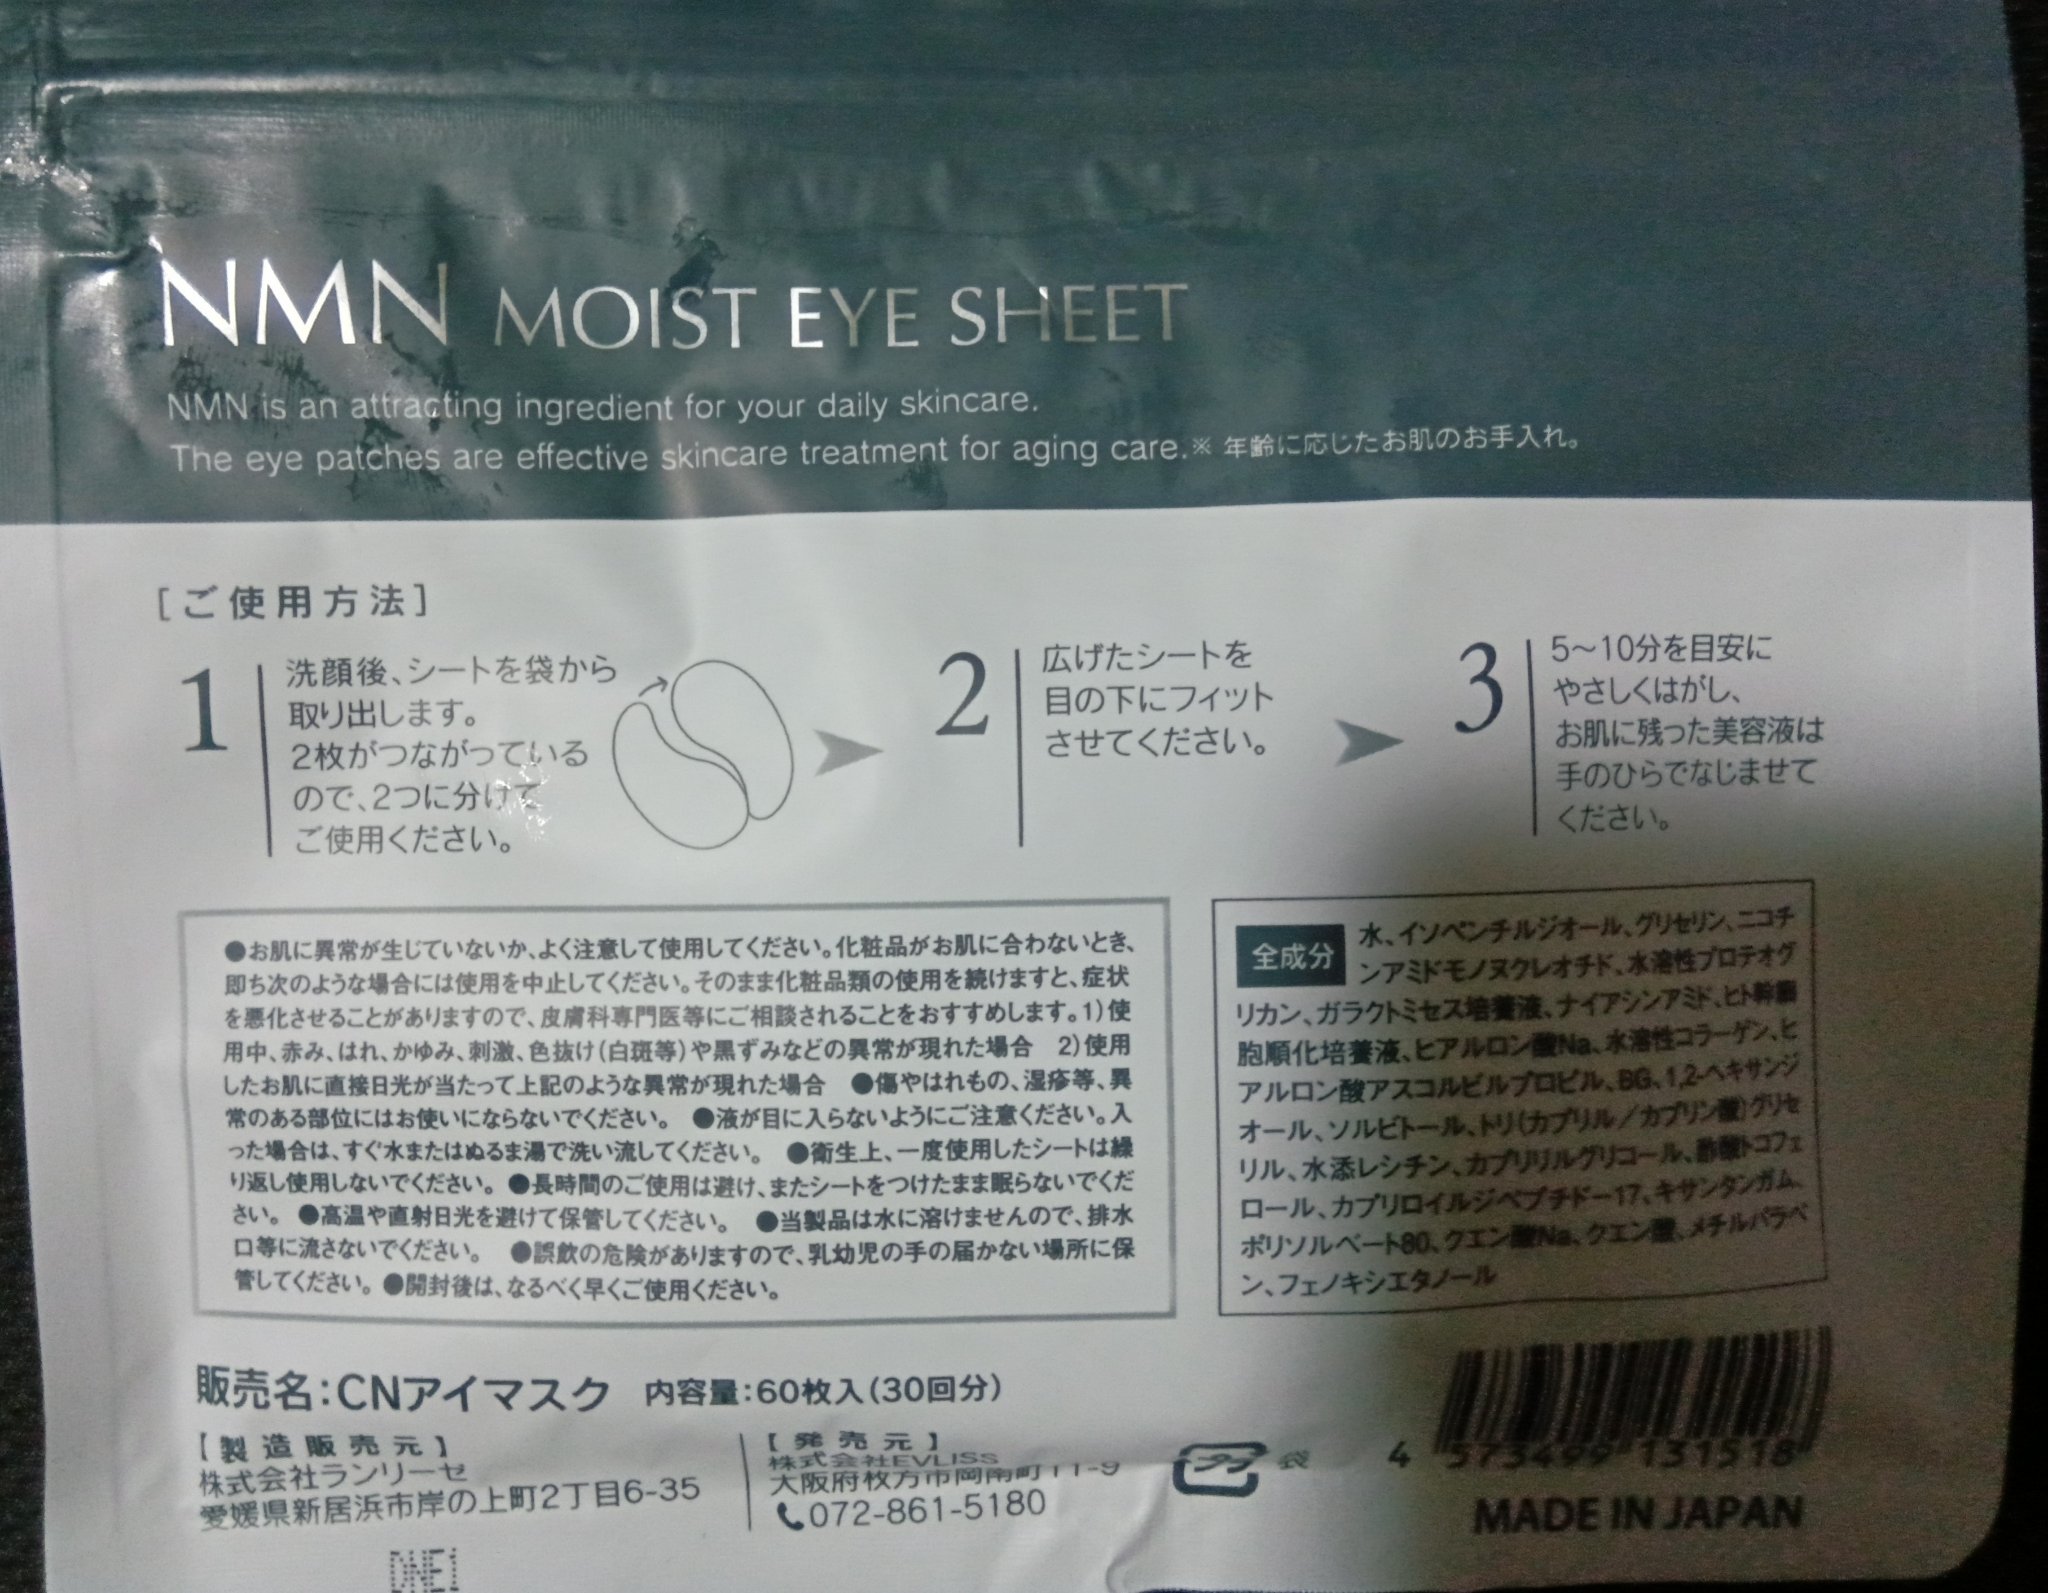 NMN MOIST EYE SHEET
NMN is an attracting ingredient for your daily skincare.
The eye patches are effective skincare treatment for aging care.※ 年齢に応じたお肌のお手入れ。
[ご使用方法]
1
洗顔後、シートを袋から
取り出します。
2枚がつながっている
ので、2つに分けて
ご使用ください。
2
広げたシートを
目の下にフィット
させてください。
3
5〜10分を目安に
やさしくはがし、
お肌に残った美容液は
手のひらでなじませて
ください。
●お肌に異常が生じていないか、よく注意して使用してください。化粧品がお肌に合わないとき、
即ち次のような場合には使用を中止してください。そのまま化粧品類の使用を続けますと、症状
を悪化させることがありますので、皮膚科専門医等にご相談されることをおすすめします。1)使
用中、赤み、はれ、かゆみ、刺激、色抜け(白斑等)や黒ずみなどの異常が現れた場合 2)使用
したお肌に直接日光が当たって上記のような異常が現れた場合 ●傷やはれもの、湿疹等、異
常のある部位にはお使いにならないでください。 ●液が目に入らないようにご注意ください。入
った場合は、すぐ水またはぬるま湯で洗い流してください。 ●衛生上、一度使用したシートは繰
り返し使用しないでください。 ●長時間のご使用は避け、またシートをつけたまま眠らないでくだ
さい。 ●高温や直射日光を避けて保管してください。 ●当製品は水に溶けませんので、排水
口等に流さないでください。 ●誤飲の危険がありますので、乳幼児の手の届かない場所に保
管してください。●開封後は、なるべく早くご使用ください。
全成分 水、イソペンチルジオール、グリセリン、ニコチ
ンアミドモノヌクレオチド、水溶性プロテオグ
リカン、ガラクトミセス培養液、ナイアシンアミド、ヒト幹細
胞順化培養液、ヒアルロン酸Na、水溶性コラーゲン、ヒ
アルロン酸アスコルビルプロピル、BG、1,2-ヘキサンジ
オール、ソルビトール、トリ(カプリル/カプリン酸)グリセ
リル、水添レシチン、カプリリルグリコール、酢酸トコフェ
ロール、カプリロイルジペプチド-17、キサンタンガム、
ポリソルベート80、クエン酸Na、クエン酸、メチルパラベ
ン、フェノキシエタノール
販売名:CNアイマスク 内容量:60枚入(30回分)
【製造販売元】
株式会社ランリーゼ
愛媛県新居浜市岸の上町2丁目6-35
【発売元】
株式会社EVLISS
大阪府枚方市岡南町11-9
072-861-5180
プラ 袋
4 573499 131518
MADE IN JAPAN
DNE1